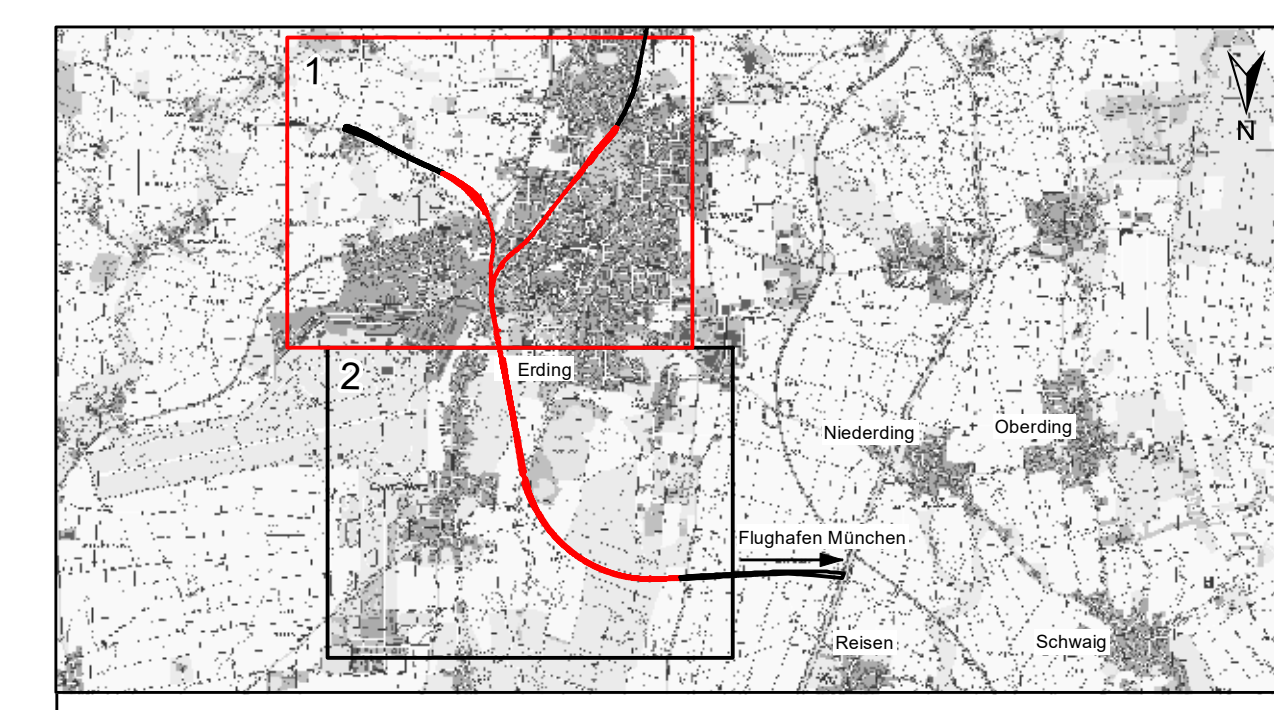 1
N
2
Erding
Niederding
Oberding
Flughafen München
Reisen
Schwaig